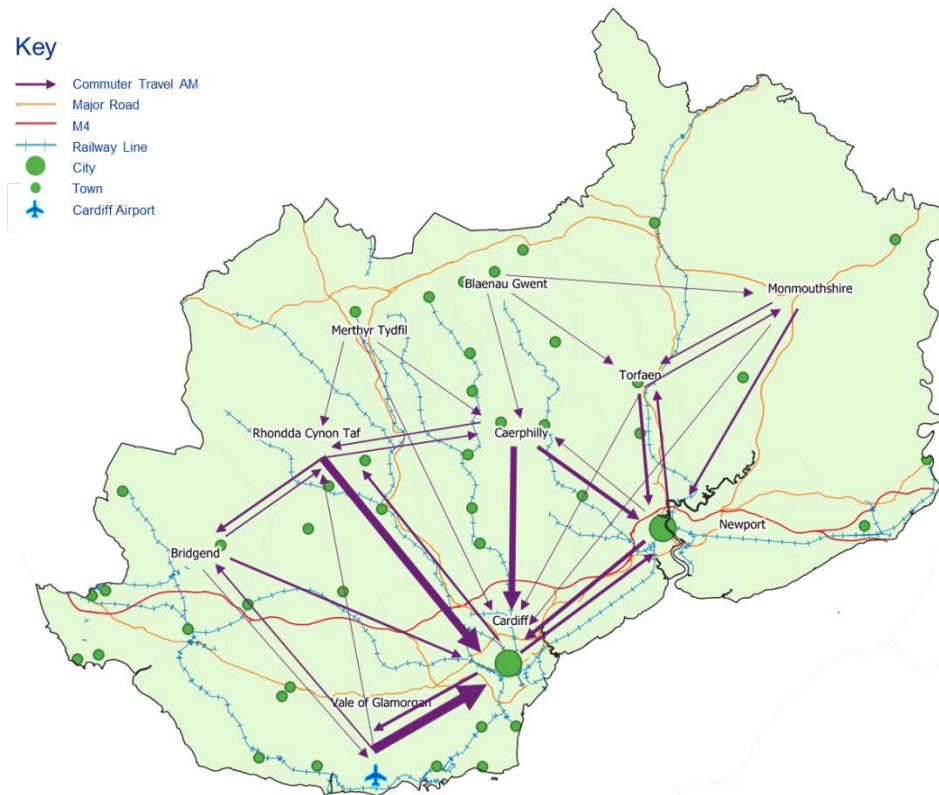 Key
Commuter Travel AM
Major Road
M4
Railway Line
City
Town
Cardiff Airport
Blaenau Gwent
Monmouthshire
Merthyr Tydfil
Torfaen
Rhondda Cynon Taf
Caerphilly
Newport
Bridgend
Cardiff
Vale of Glamorgan